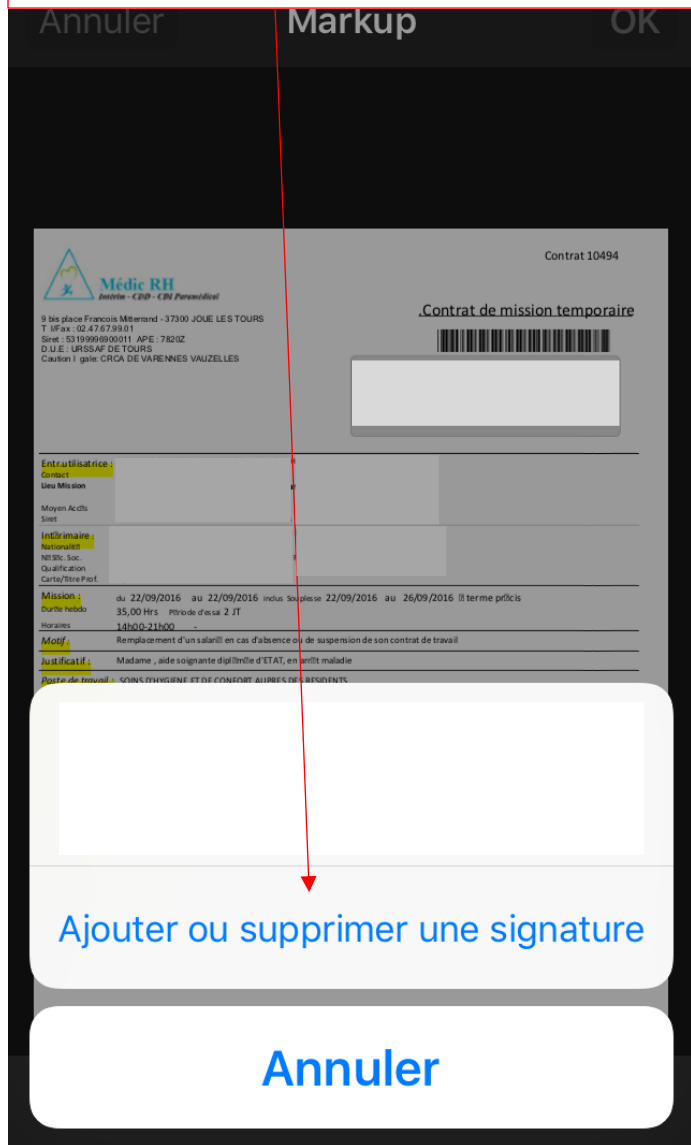 Annuler Markup OK
Contrat 10494
Médic RH
Intérim - CDD - CDI Paramédical
.Contrat de mission temporaire
9 bis place Francois Mitterrand - 37300 JOUE LES TOURS
T l/Fax : 02.47.67.99.01
Siret : 53199996900011 APE : 7820Z
D.U.E : URSSAF DE TOURS
Caution l gale: CRCA DE VARENNES VAUZELLES
Entr.utilisatrice :
Contact
Lieu Mission
Moyen Acc⍰s
Siret
Int⍰rimaire :
Nationalit⍰
N⍰S⍰c. Soc.
Qualification
Carte/Titre Prof.
Mission : du 22/09/2016 au 22/09/2016 inclus Souplesse 22/09/2016 au 26/09/2016 ⍰ terme pr⍰cis
Dur⍰e hebdo 35,00 Hrs P⍰riode d'essai 2 JT
Horaires 14h00-21h00 -
Motif : Remplacement d'un salari⍰ en cas d'absence ou de suspension de son contrat de travail
Justificatif : Madame , aide soignante dipl⍰m⍰e d'ETAT, en arr⍰t maladie
Poste de travail : SOINS D'HYGIENE ET DE CONFORT AUPRES DES RESIDENTS
Ajouter ou supprimer une signature
Annuler